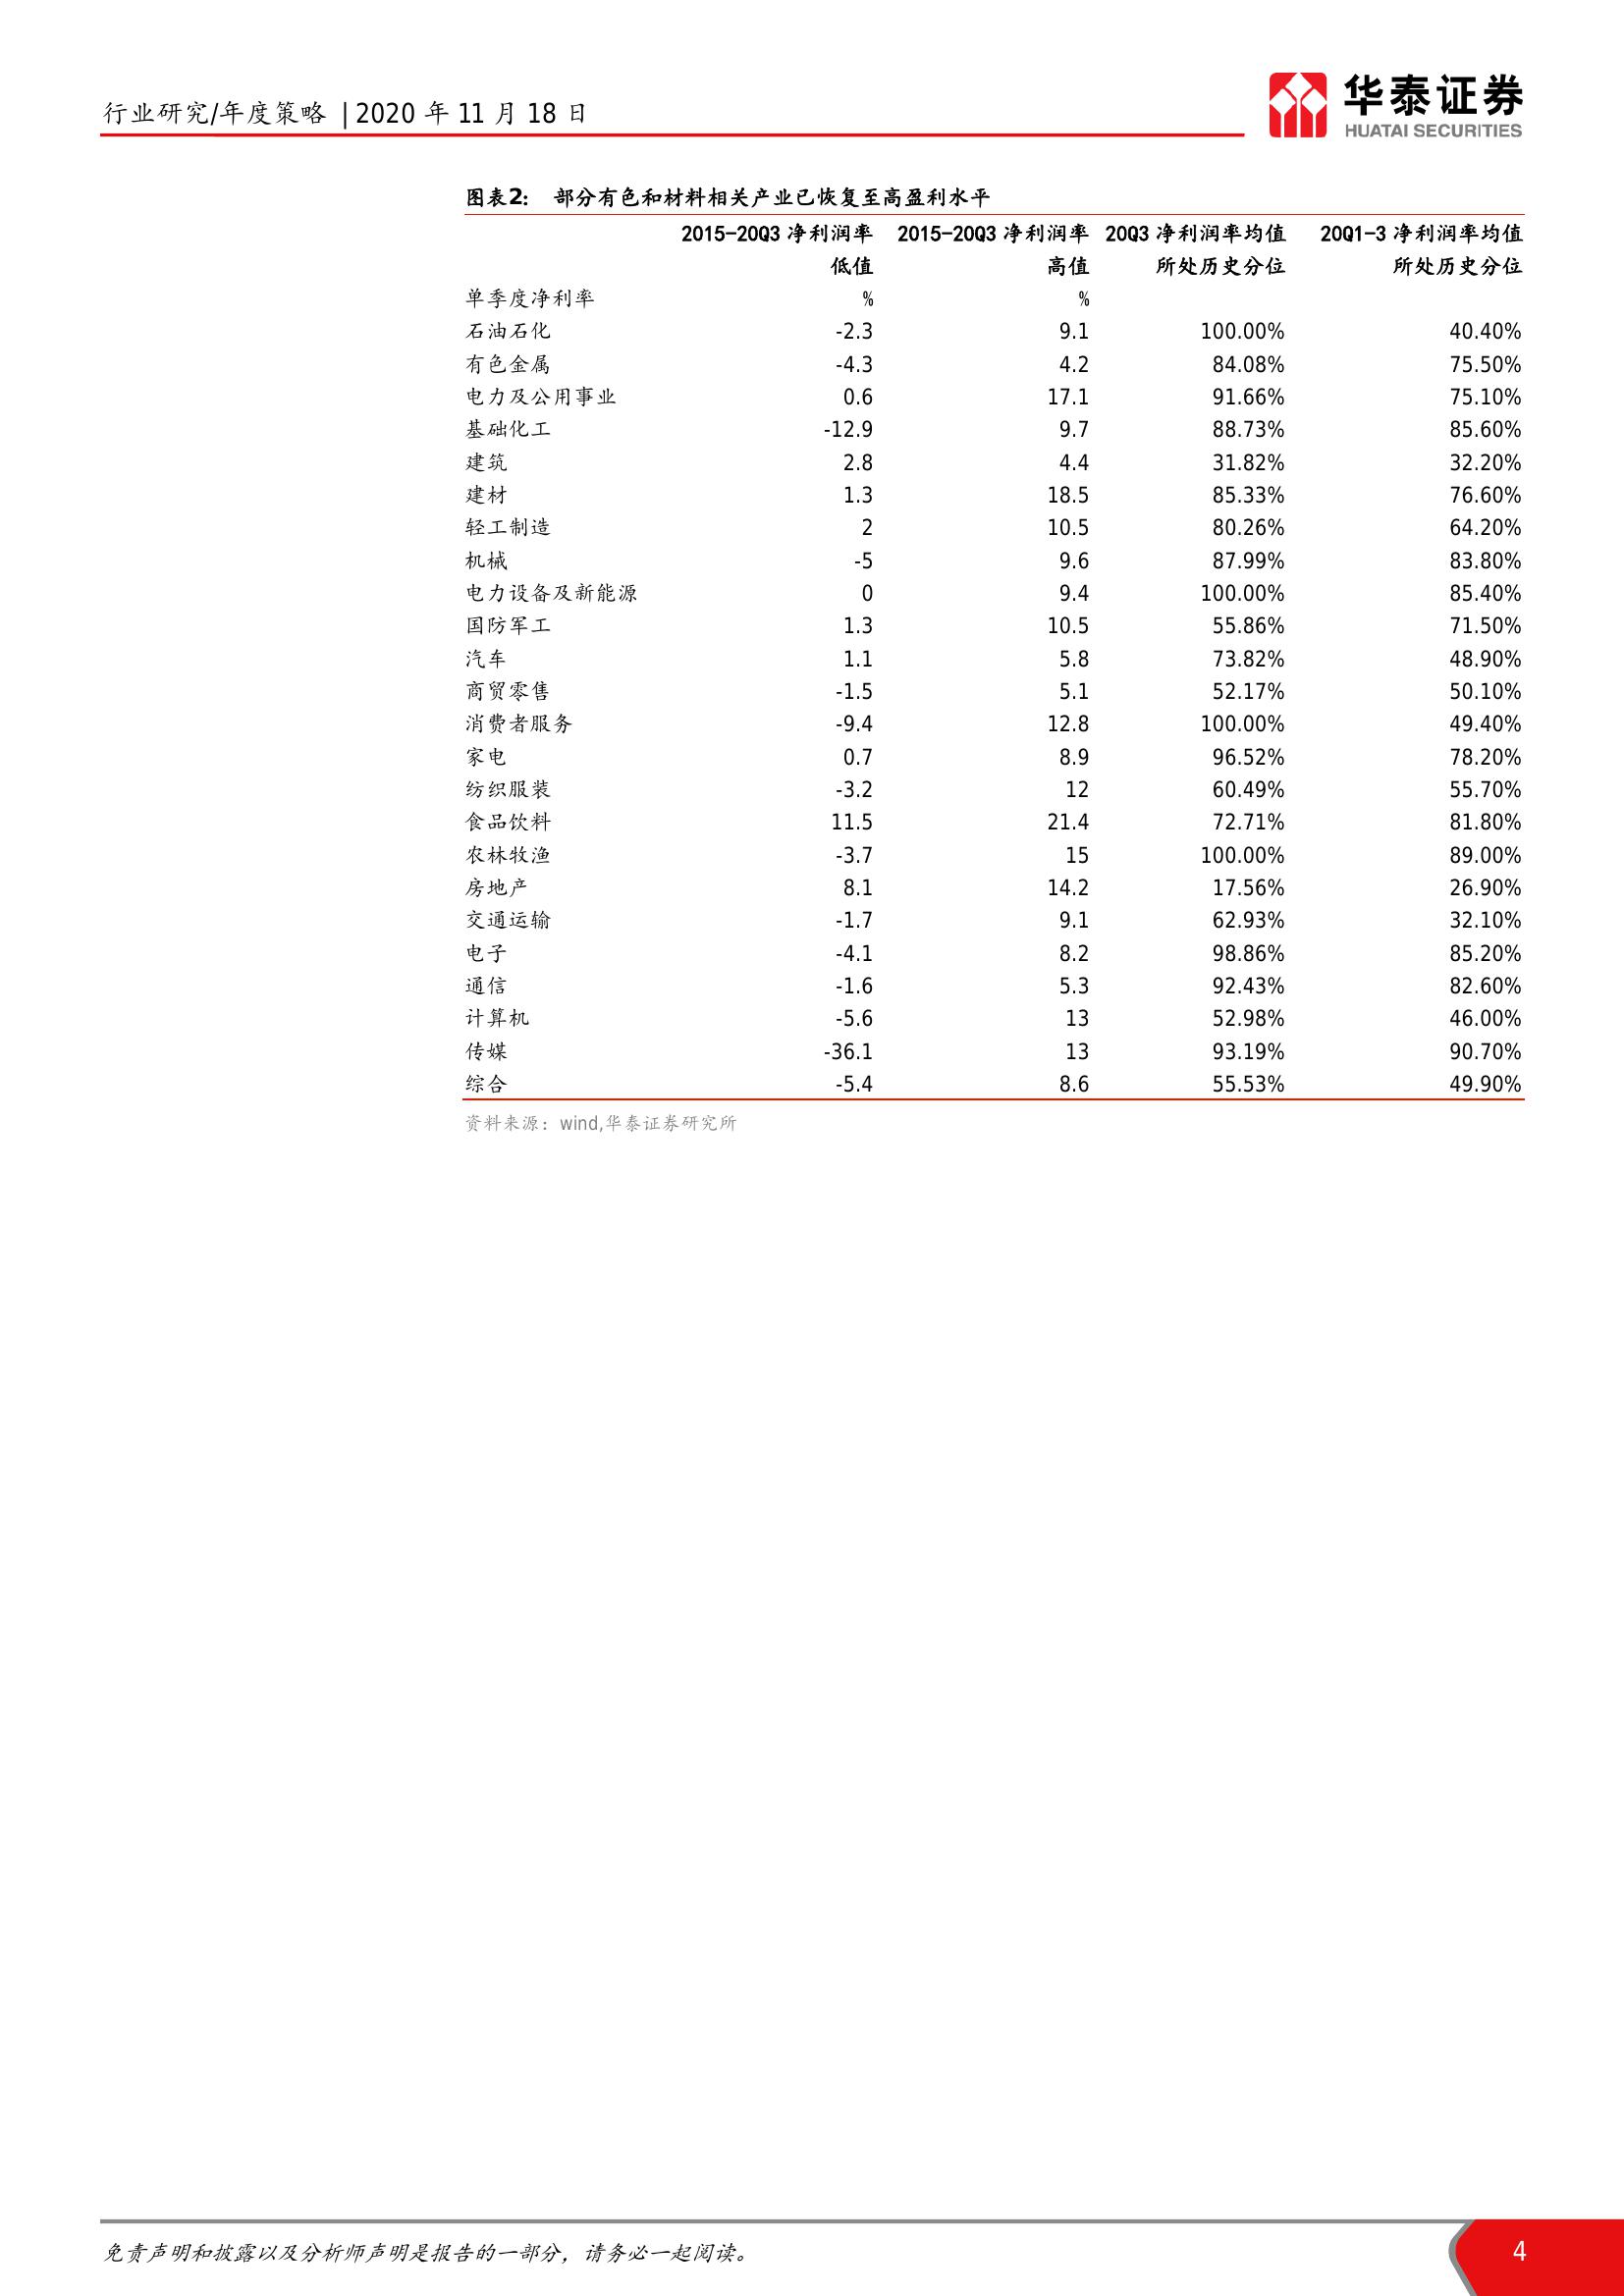 行业研究/年度策略 | 2020 年 11 月 18 日
华泰证券
HUATAI SECURITIES
图表2: 部分有色和材料相关产业已恢复至高盈利水平
2015-20Q3 净利润率 2015-20Q3 净利润率 20Q3 净利润率均值 20Q1-3 净利润率均值
低值 高值 所处历史分位 所处历史分位
单季度净利率 % %
石油石化 -2.3 9.1 100.00% 40.40%
有色金属 -4.3 4.2 84.08% 75.50%
电力及公用事业 0.6 17.1 91.66% 75.10%
基础化工 -12.9 9.7 88.73% 85.60%
建筑 2.8 4.4 31.82% 32.20%
建材 1.3 18.5 85.33% 76.60%
轻工制造 2 10.5 80.26% 64.20%
机械 -5 9.6 87.99% 83.80%
电力设备及新能源 0 9.4 100.00% 85.40%
国防军工 1.3 10.5 55.86% 71.50%
汽车 1.1 5.8 73.82% 48.90%
商贸零售 -1.5 5.1 52.17% 50.10%
消费者服务 -9.4 12.8 100.00% 49.40%
家电 0.7 8.9 96.52% 78.20%
纺织服装 -3.2 12 60.49% 55.70%
食品饮料 11.5 21.4 72.71% 81.80%
农林牧渔 -3.7 15 100.00% 89.00%
房地产 8.1 14.2 17.56% 26.90%
交通运输 -1.7 9.1 62.93% 32.10%
电子 -4.1 8.2 98.86% 85.20%
通信 -1.6 5.3 92.43% 82.60%
计算机 -5.6 13 52.98% 46.00%
传媒 -36.1 13 93.19% 90.70%
综合 -5.4 8.6 55.53% 49.90%
资料来源: wind,华泰证券研究所
免责声明和披露以及分析师声明是报告的一部分，请务必一起阅读。
4